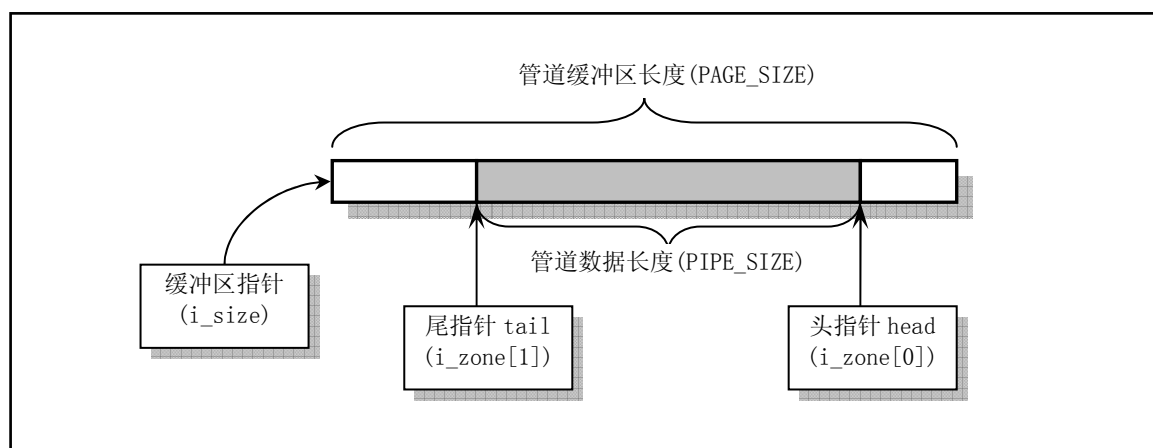 管道缓冲区长度(PAGE_SIZE)
管道数据长度(PIPE_SIZE)
缓冲区指针
(i_size)
尾指针 tail
(i_zone[1])
头指针 head
(i_zone[0])